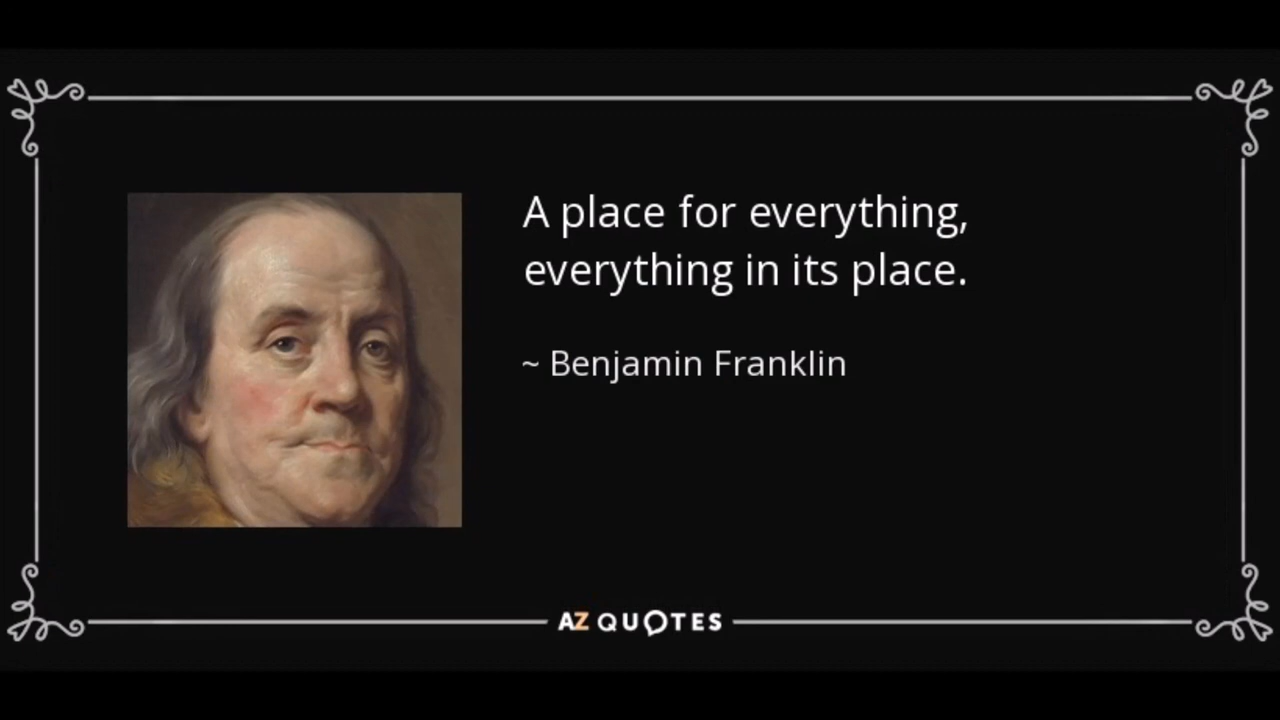 A place for everything,
everything in its place.
~ Benjamin Franklin
AZ QUOTES